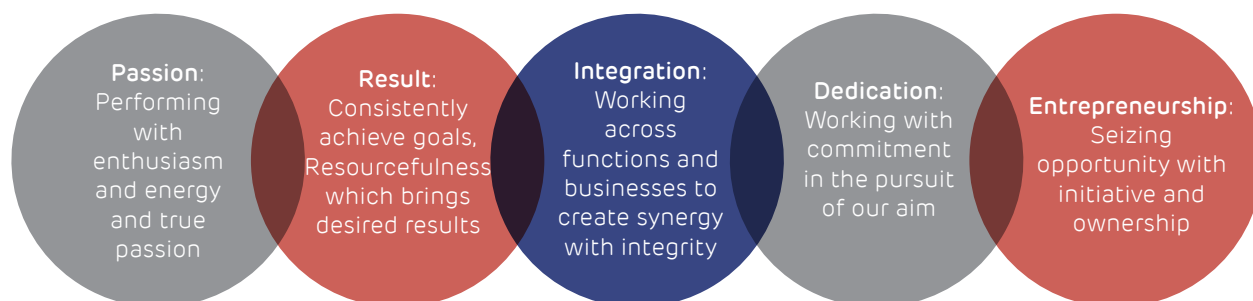 Passion:
Performing
with
enthusiasm
and energy
and true
passion
Result:
Consistently
achieve goals,
Resourcefulness
which brings
desired results
Integration:
Working
across
functions and
businesses to
create synergy
with integrity
Dedication:
Working with
commitment
in the pursuit
of our aim
Entrepreneurship:
Seizing
opportunity with
initiative and
ownership